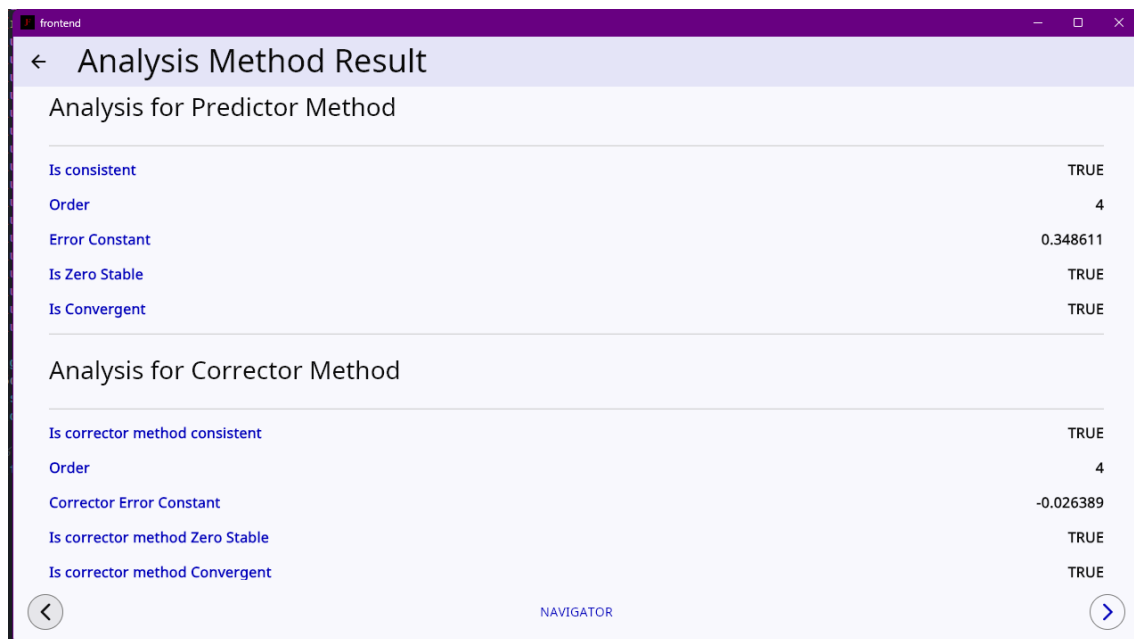 frontend
Analysis Method Result
Analysis for Predictor Method
Is consistent TRUE
Order 4
Error Constant 0.348611
Is Zero Stable TRUE
Is Convergent TRUE
Analysis for Corrector Method
Is corrector method consistent TRUE
Order 4
Corrector Error Constant -0.026389
Is corrector method Zero Stable TRUE
Is corrector method Convergent TRUE
NAVIGATOR